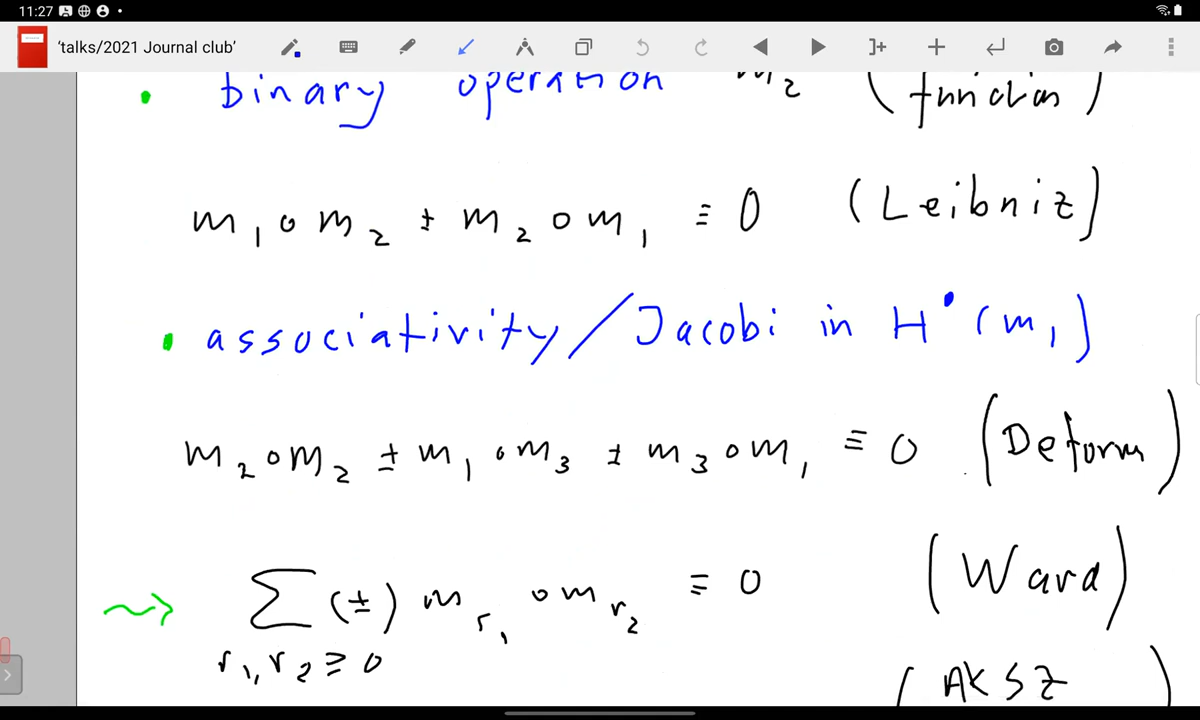 11:27
'talks/2021 Journal club'
• binary operation m₂ (function)
m₁ ∘ m₂ ± m₂ ∘ m₁ = 0 (Leibniz)
• associativity/Jacobi in H•(m₁)
m₂ ∘ m₂ ± m₁ ∘ m₃ ± m₃ ∘ m₁ = 0 (Deform)
(Ward)
⇝ ∑ (±) m_{r₁} ∘ m_{r₂} = 0
r₁, r₂ ≥ 0
(AKSZ)